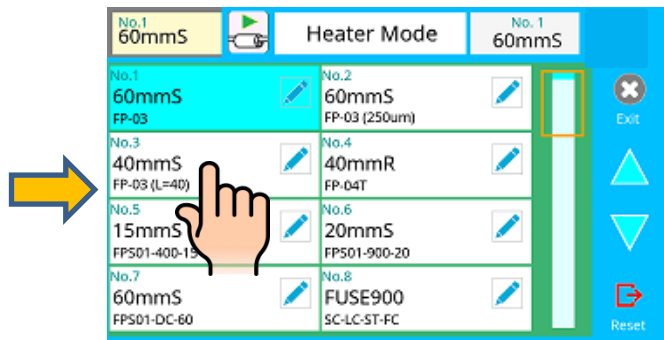 No.1
60mmS
Heater Mode
No. 1
60mmS
No.1
60mmS
FP-03
No.2
60mmS
FP-03 (250um)
No.3
40mmS
FP-03 (L=40)
No.4
40mmR
FP-04T
No.5
15mmS
FPS01-400-15
No.6
20mmS
FPS01-900-20
No.7
60mmS
FPS01-DC-60
No.8
FUSE900
SC-LC-ST-FC
Exit
Reset